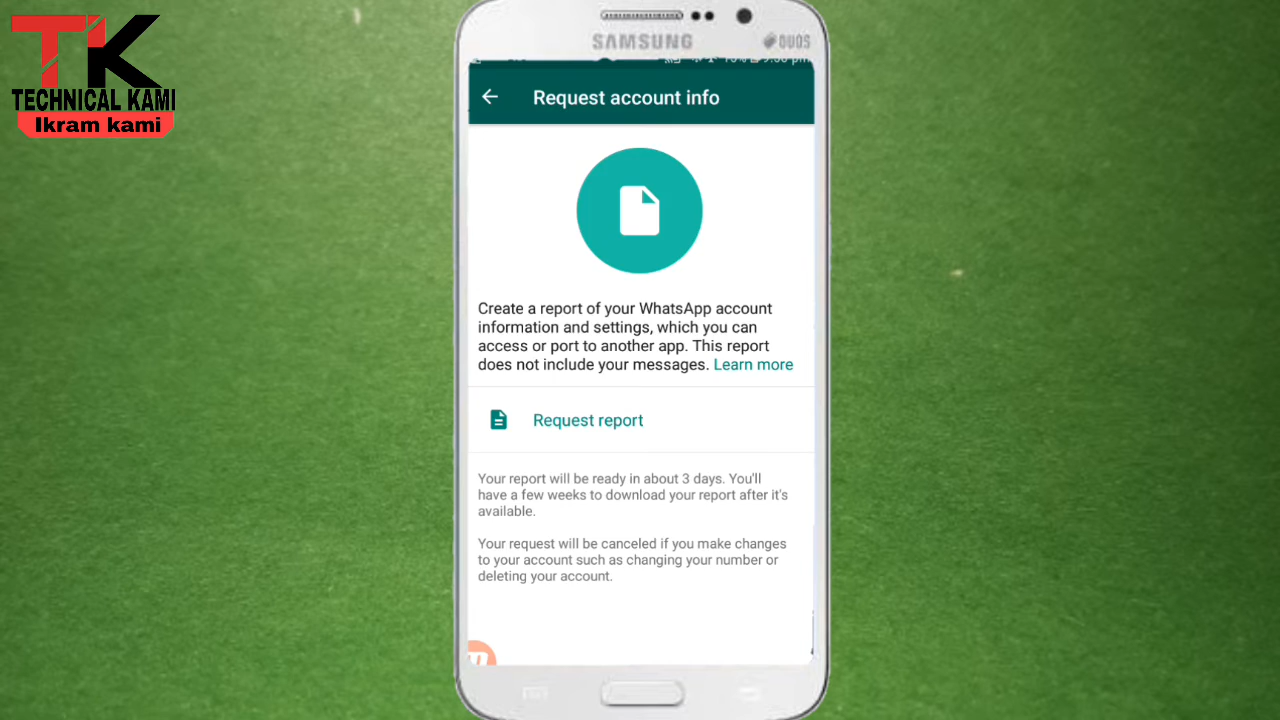 TK
TECHNICAL KAMI
Ikram kami
SAMSUNG
DUOS
Request account info
Create a report of your WhatsApp account
information and settings, which you can
access or port to another app. This report
does not include your messages. Learn more
Request report
Your report will be ready in about 3 days. You'll
have a few weeks to download your report after it's
available.
Your request will be canceled if you make changes
to your account such as changing your number or
deleting your account.